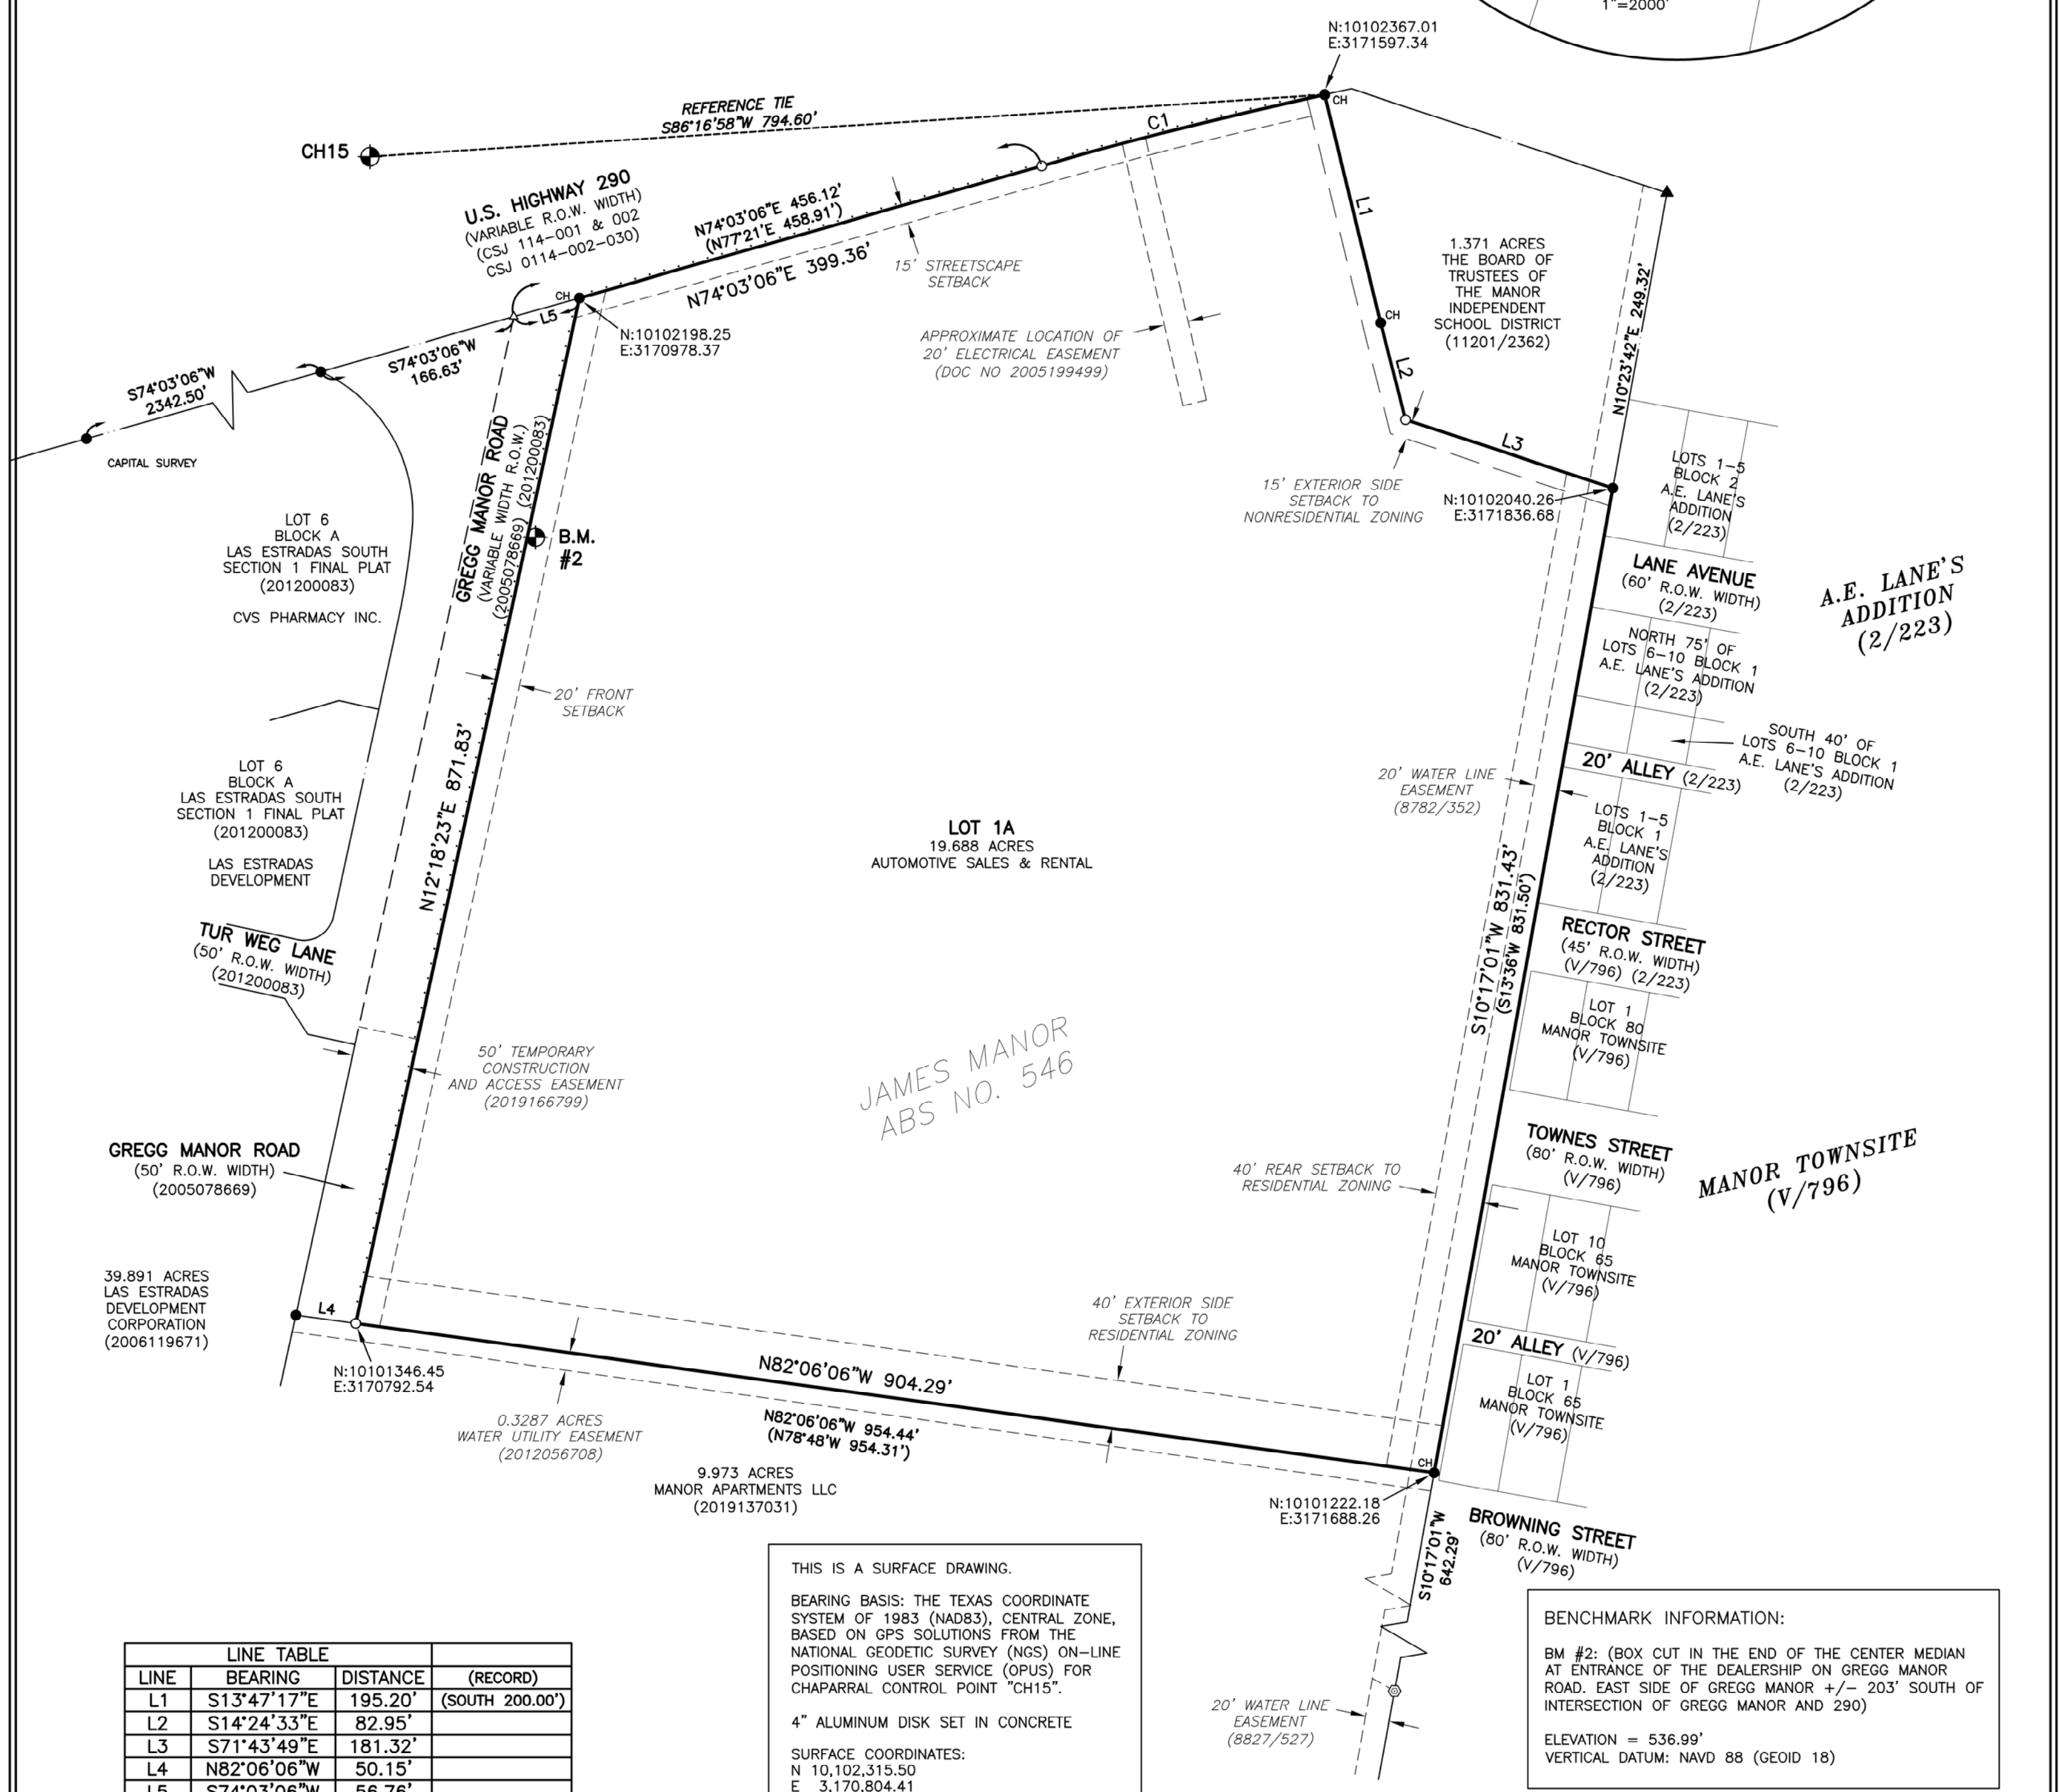 1"=2000'
N:10102367.01
E:3171597.34
CH
REFERENCE TIE
S86°16'58"W 794.60'
CH15
C1
U.S. HIGHWAY 290
(VARIABLE R.O.W. WIDTH)
(CSJ 114-001 & 002
CSJ 0114-002-030)
N74°03'06"E 456.12'
(N77°21'E 458.91')
N74°03'06"E 399.36'
15' STREETSCAPE
SETBACK
L1
1.371 ACRES
THE BOARD OF
TRUSTEES OF
THE MANOR
INDEPENDENT
SCHOOL DISTRICT
(11201/2362)
N10°23'42"E 249.32'
CH
L5
N:10102198.25
E:3170978.37
CH
L2
APPROXIMATE LOCATION OF
20' ELECTRICAL EASEMENT
(DOC NO 2005199499)
S74°03'06"W
166.63'
S74°03'06"W
2342.50'
CAPITAL SURVEY
L3
15' EXTERIOR SIDE
SETBACK TO
NONRESIDENTIAL ZONING
N:10102040.26
E:3171836.68
LOTS 1-5
BLOCK 2
A.E. LANE'S
ADDITION
(2/223)
GREGG MANOR ROAD
(VARIABLE WIDTH R.O.W.)
(2005078669) (201200083)
B.M.
#2
LOT 6
BLOCK A
LAS ESTRADAS SOUTH
SECTION 1 FINAL PLAT
(201200083)
CVS PHARMACY INC.
LANE AVENUE
(60' R.O.W. WIDTH)
(2/223)
A.E. LANE'S
ADDITION
(2/223)
NORTH 75' OF
LOTS 6-10 BLOCK 1
A.E. LANE'S ADDITION
(2/223)
20' FRONT
SETBACK
SOUTH 40' OF
LOTS 6-10 BLOCK 1
A.E. LANE'S ADDITION
(2/223)
20' ALLEY (2/223)
N12°18'23"E 871.83'
LOT 6
BLOCK A
LAS ESTRADAS SOUTH
SECTION 1 FINAL PLAT
(201200083)
LAS ESTRADAS
DEVELOPMENT
20' WATER LINE
EASEMENT
(8782/352)
LOT 1A
19.688 ACRES
AUTOMOTIVE SALES & RENTAL
LOTS 1-5
BLOCK 1
A.E. LANE'S
ADDITION
(2/223)
S10°17'01"W 831.43'
(S13°36'W 831.50')
TUR WEG LANE
(50' R.O.W. WIDTH)
(201200083)
RECTOR STREET
(45' R.O.W. WIDTH)
(V/796) (2/223)
LOT 1
BLOCK 80
MANOR TOWNSITE
(V/796)
50' TEMPORARY
CONSTRUCTION
AND ACCESS EASEMENT
(2019166799)
JAMES MANOR
ABS NO. 546
GREGG MANOR ROAD
(50' R.O.W. WIDTH)
(2005078669)
TOWNES STREET
(80' R.O.W. WIDTH)
(V/796)
MANOR TOWNSITE
(V/796)
40' REAR SETBACK TO
RESIDENTIAL ZONING
LOT 10
BLOCK 65
MANOR TOWNSITE
(V/796)
39.891 ACRES
LAS ESTRADAS
DEVELOPMENT
CORPORATION
(2006119671)
L4
40' EXTERIOR SIDE
SETBACK TO
RESIDENTIAL ZONING
20' ALLEY (V/796)
N:10101346.45
E:3170792.54
N82°06'06"W 904.29'
N82°06'06"W 954.44'
(N78°48'W 954.31')
0.3287 ACRES
WATER UTILITY EASEMENT
(2012056708)
LOT 1
BLOCK 65
MANOR TOWNSITE
(V/796)
9.973 ACRES
MANOR APARTMENTS LLC
(2019137031)
CH
N:10101222.18
E:3171688.26
S10°17'01"W
642.29'
BROWNING STREET
(80' R.O.W. WIDTH)
(V/796)
20' WATER LINE
EASEMENT
(8827/527)
LINE TABLE
LINE BEARING DISTANCE (RECORD)
L1 S13°47'17"E 195.20' (SOUTH 200.00')
L2 S14°24'33"E 82.95'
L3 S71°43'49"E 181.32'
L4 N82°06'06"W 50.15'
L5 S74°03'06"W 56.76'
THIS IS A SURFACE DRAWING.
BEARING BASIS: THE TEXAS COORDINATE
SYSTEM OF 1983 (NAD83), CENTRAL ZONE,
BASED ON GPS SOLUTIONS FROM THE
NATIONAL GEODETIC SURVEY (NGS) ON-LINE
POSITIONING USER SERVICE (OPUS) FOR
CHAPARRAL CONTROL POINT "CH15".
4" ALUMINUM DISK SET IN CONCRETE
SURFACE COORDINATES:
N 10,102,315.50
E 3,170,804.41
BENCHMARK INFORMATION:
BM #2: (BOX CUT IN THE END OF THE CENTER MEDIAN
AT ENTRANCE OF THE DEALERSHIP ON GREGG MANOR
ROAD. EAST SIDE OF GREGG MANOR +/- 203' SOUTH OF
INTERSECTION OF GREGG MANOR AND 290)
ELEVATION = 536.99'
VERTICAL DATUM: NAVD 88 (GEOID 18)